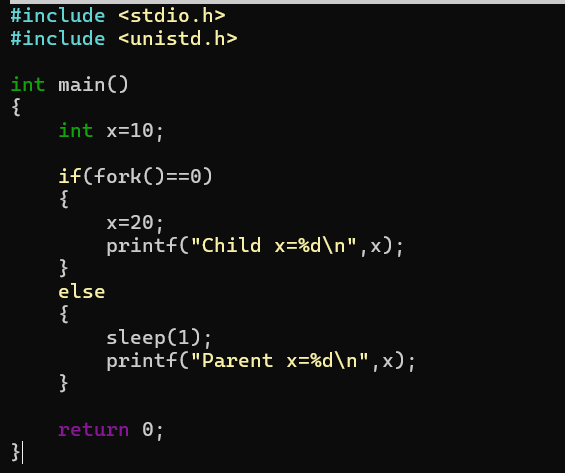 #include <stdio.h>
#include <unistd.h>
int main()
{
    int x=10;
    if(fork()==0)
    {
        x=20;
        printf("Child x=%d\n",x);
    }
    else
    {
        sleep(1);
        printf("Parent x=%d\n",x);
    }
    return 0;
}